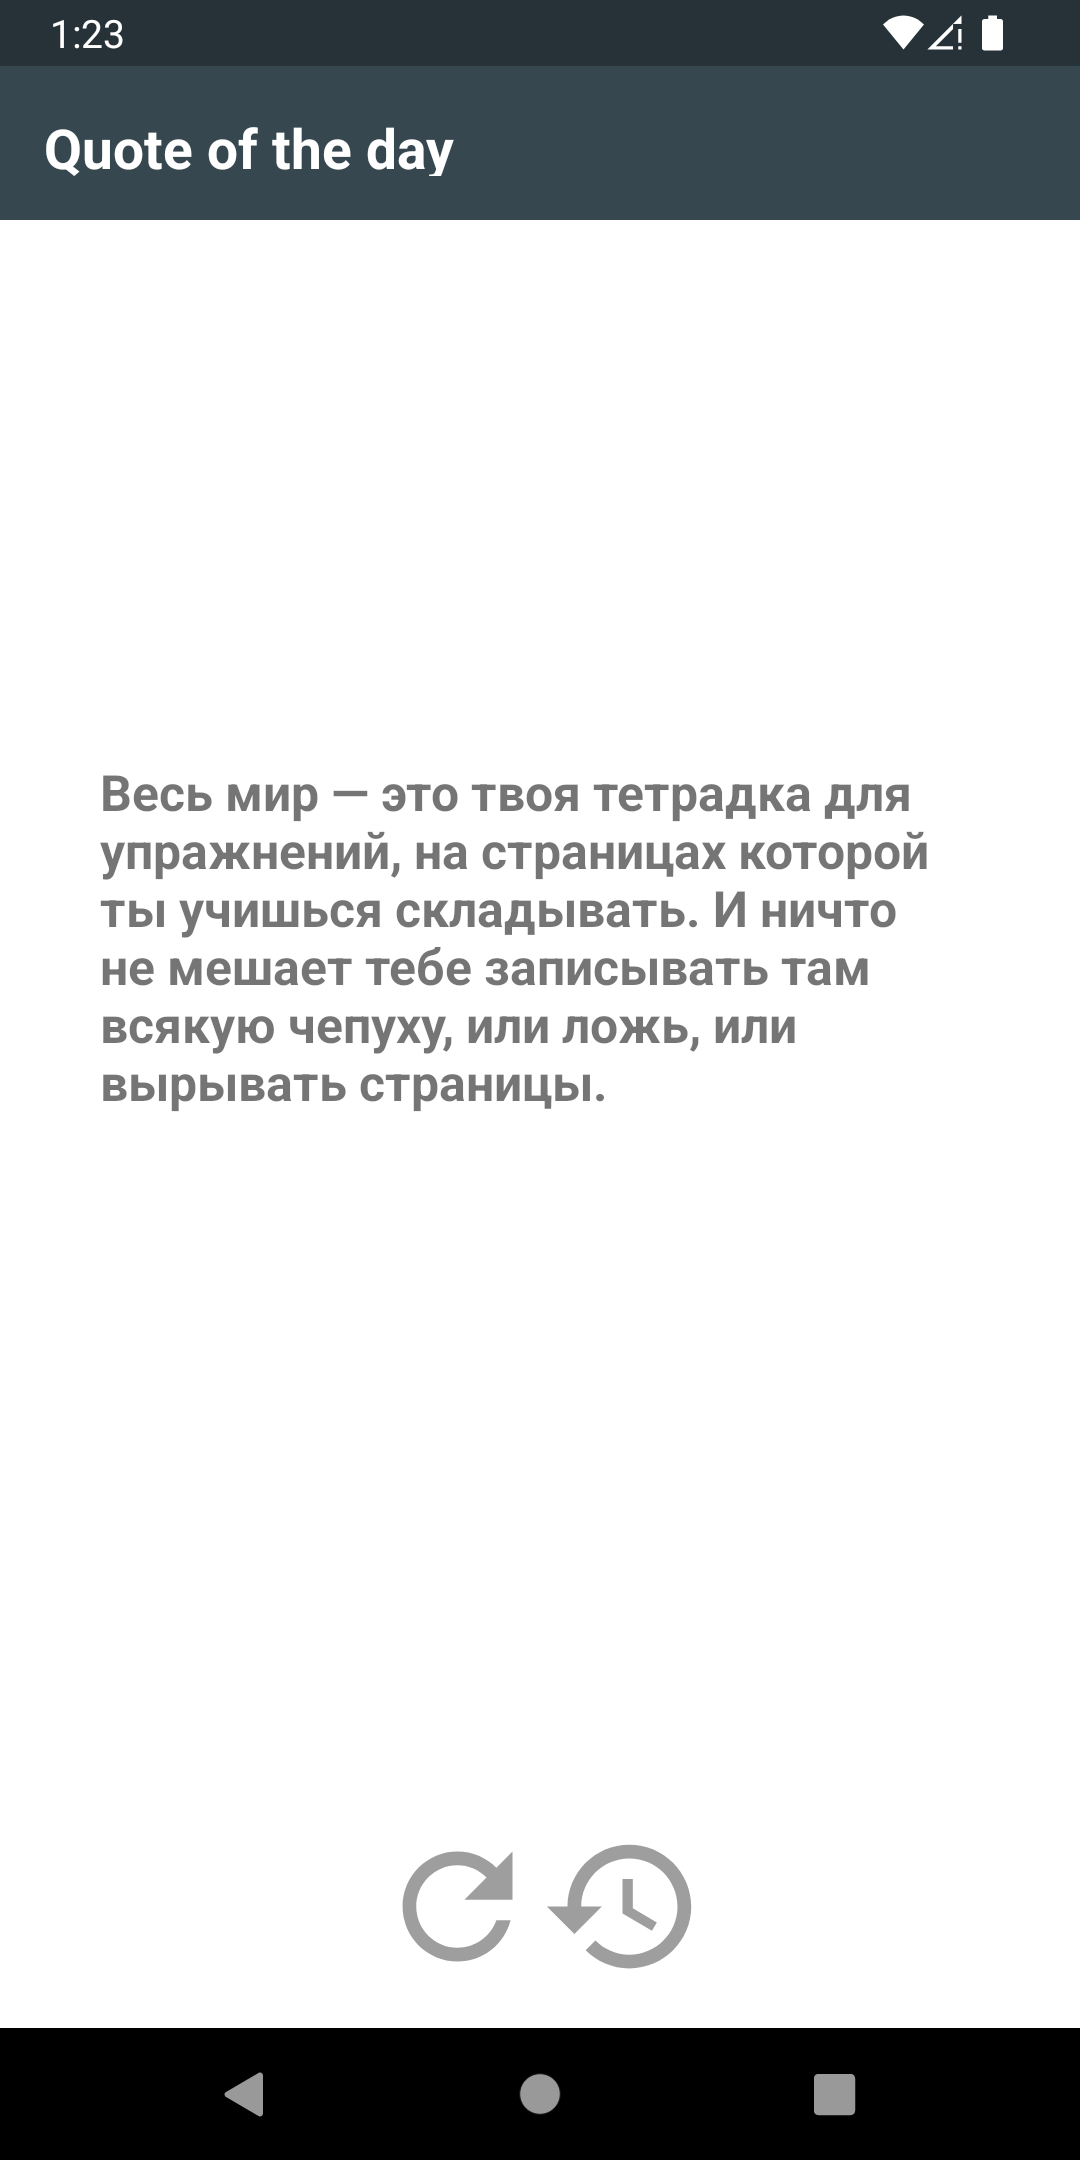 1:23
Quote of the day
Весь мир — это твоя тетрадка для
упражнений, на страницах которой
ты учишься складывать. И ничто
не мешает тебе записывать там
всякую чепуху, или ложь, или
вырывать страницы.